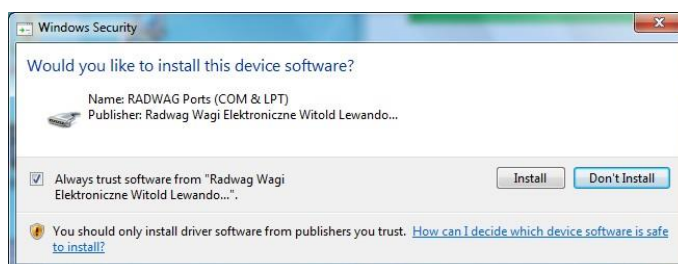 Windows Security
Would you like to install this device software?
Name: RADWAG Ports (COM & LPT)
Publisher: Radwag Wagi Elektroniczne Witold Lewando...
Always trust software from "Radwag Wagi
Elektroniczne Witold Lewando...".
Install
Don't Install
You should only install driver software from publishers you trust. How can I decide which device software is safe
to install?